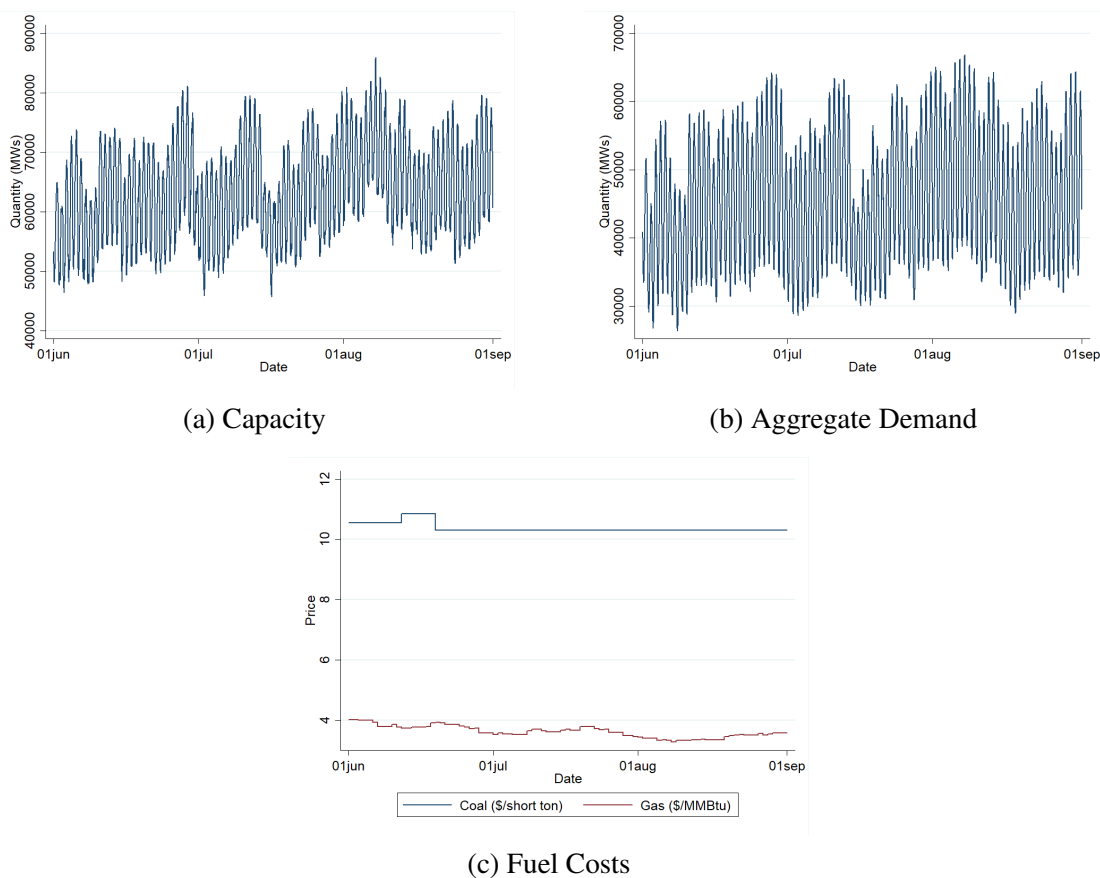 Quantity (MWs)
90000
80000
70000
60000
50000
40000
01jun
01jul
01aug
01sep
Date
(a) Capacity
Quantity (MWs)
70000
60000
50000
40000
30000
01jun
01jul
01aug
01sep
Date
(b) Aggregate Demand
Price
12
10
8
6
4
01jun
01jul
01aug
01sep
Date
Coal ($/short ton)
Gas ($/MMBtu)
(c) Fuel Costs